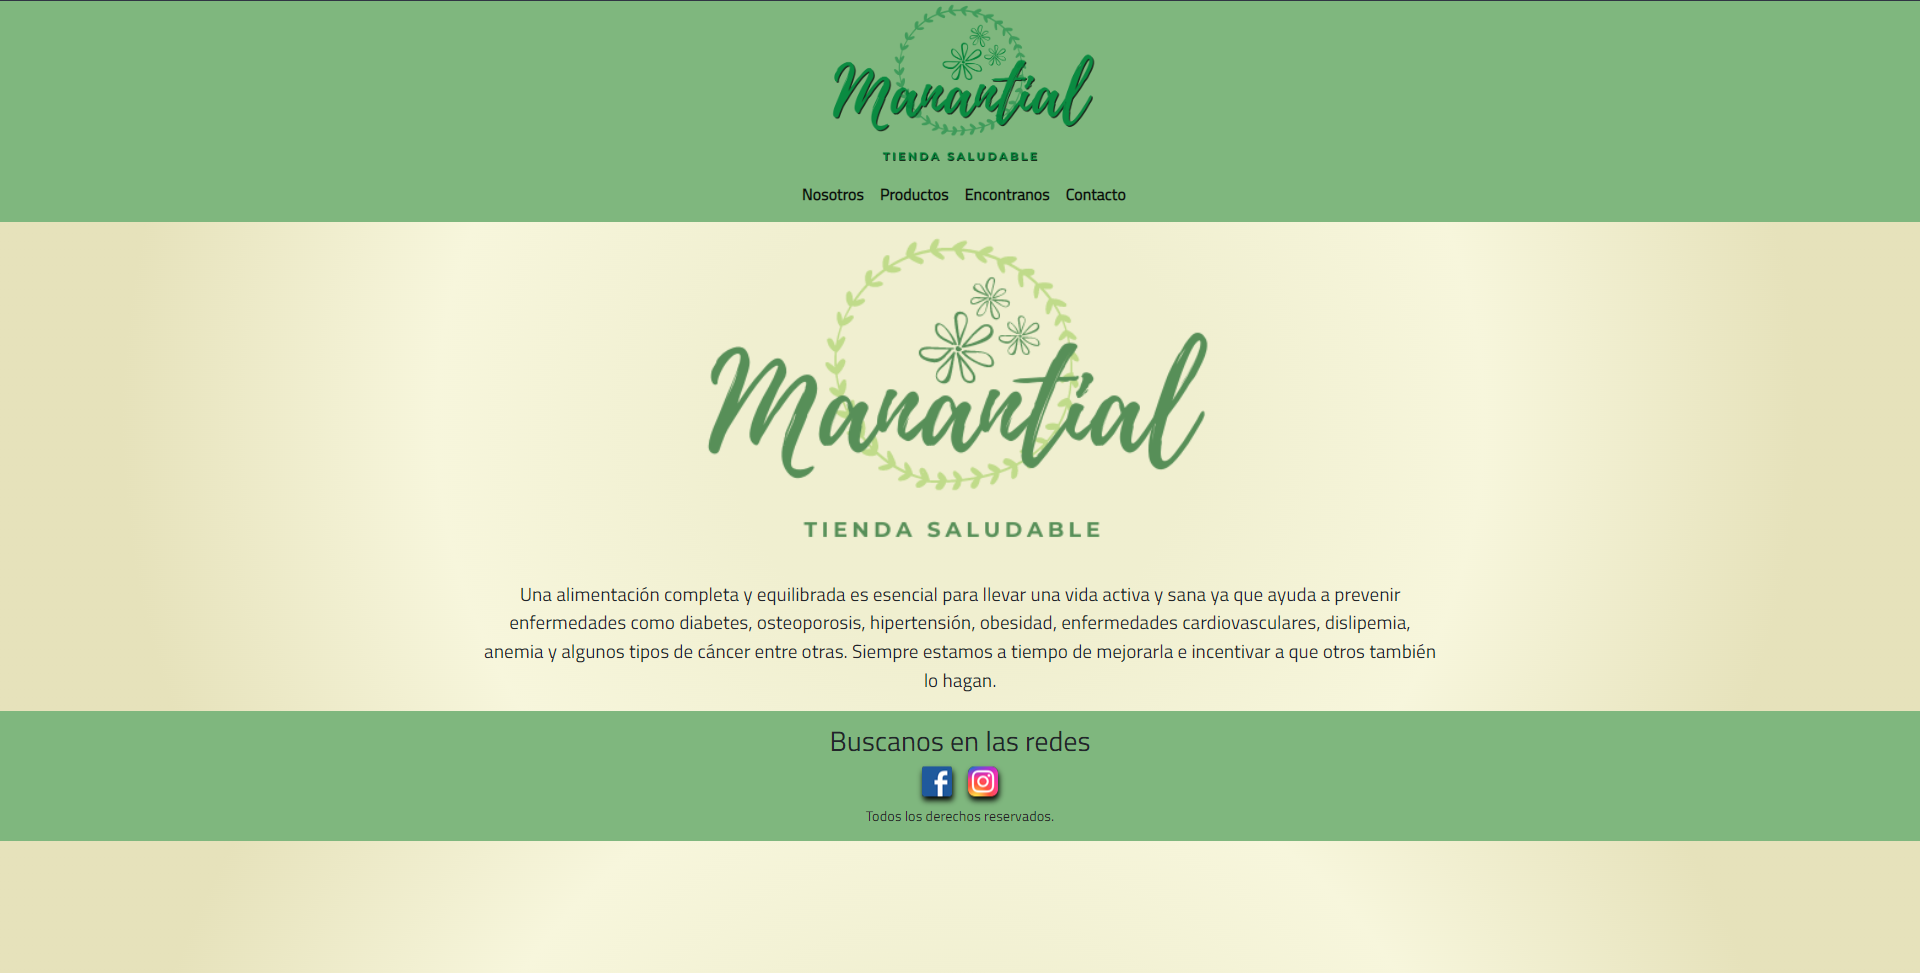 Manantial
TIENDA SALUDABLE
Nosotros Productos Encontranos Contacto
Manantial
TIENDA SALUDABLE
Una alimentación completa y equilibrada es esencial para llevar una vida activa y sana ya que ayuda a prevenir
enfermedades como diabetes, osteoporosis, hipertensión, obesidad, enfermedades cardiovasculares, dislipemia,
anemia y algunos tipos de cáncer entre otras. Siempre estamos a tiempo de mejorarla e incentivar a que otros también
lo hagan.
Buscanos en las redes
Todos los derechos reservados.